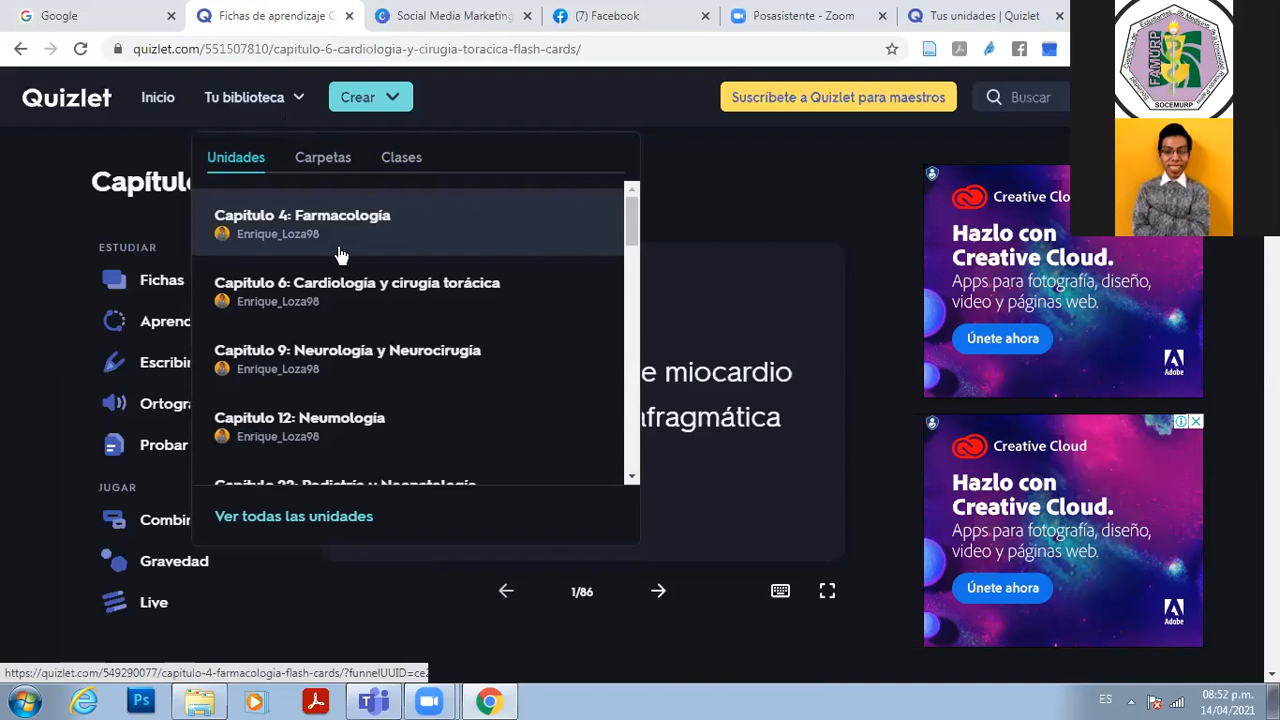 Google
Fichas de aprendizaje C
Social Media Marketing
(7) Facebook
Posasistente - Zoom
Tus unidades | Quizlet
quizlet.com/551507810/capitulo-6-cardiologia-y-cirugia-toracica-flash-cards/
Quizlet
Inicio
Tu biblioteca
Crear
Suscríbete a Quizlet para maestros
Buscar
FAMURP
SOCEMURP
Capítulo
Unidades
Carpetas
Clases
ESTUDIAR
Fichas
Aprend
Escribir
Ortogra
Probar
JUGAR
Combin
Gravedad
Live
Capítulo 4: Farmacología
Enrique_Loza98
Capítulo 6: Cardiología y cirugía torácica
Enrique_Loza98
Capítulo 9: Neurología y Neurocirugía
Enrique_Loza98
Capítulo 12: Neumología
Enrique_Loza98
Ver todas las unidades
e miocardio
afragmática
1/86
Creative Clo
Hazlo con
Creative Cloud.
Apps para fotografía, diseño,
video y páginas web.
Únete ahora
Adobe
Creative Cloud
Hazlo con
Creative Cloud.
Apps para fotografía, diseño,
video y páginas web.
Únete ahora
Adobe
https://quizlet.com/549290077/capitulo-4-farmacologia-flash-cards/?funnelUUID=ce2
Ps
ES
08:52 p.m.
14/04/2021